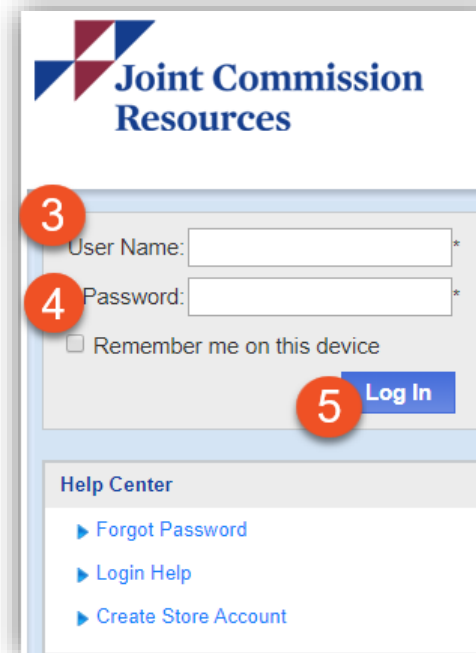 Joint Commission
Resources
3
User Name: *
4
Password: *
Remember me on this device
5
Log In
Help Center
Forgot Password
Login Help
Create Store Account